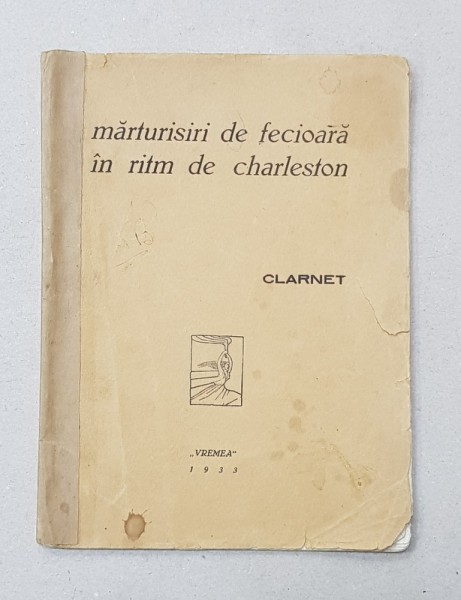 mărturisiri de fecioară
în ritm de charleston
CLARNET
„VREMEA"
1933